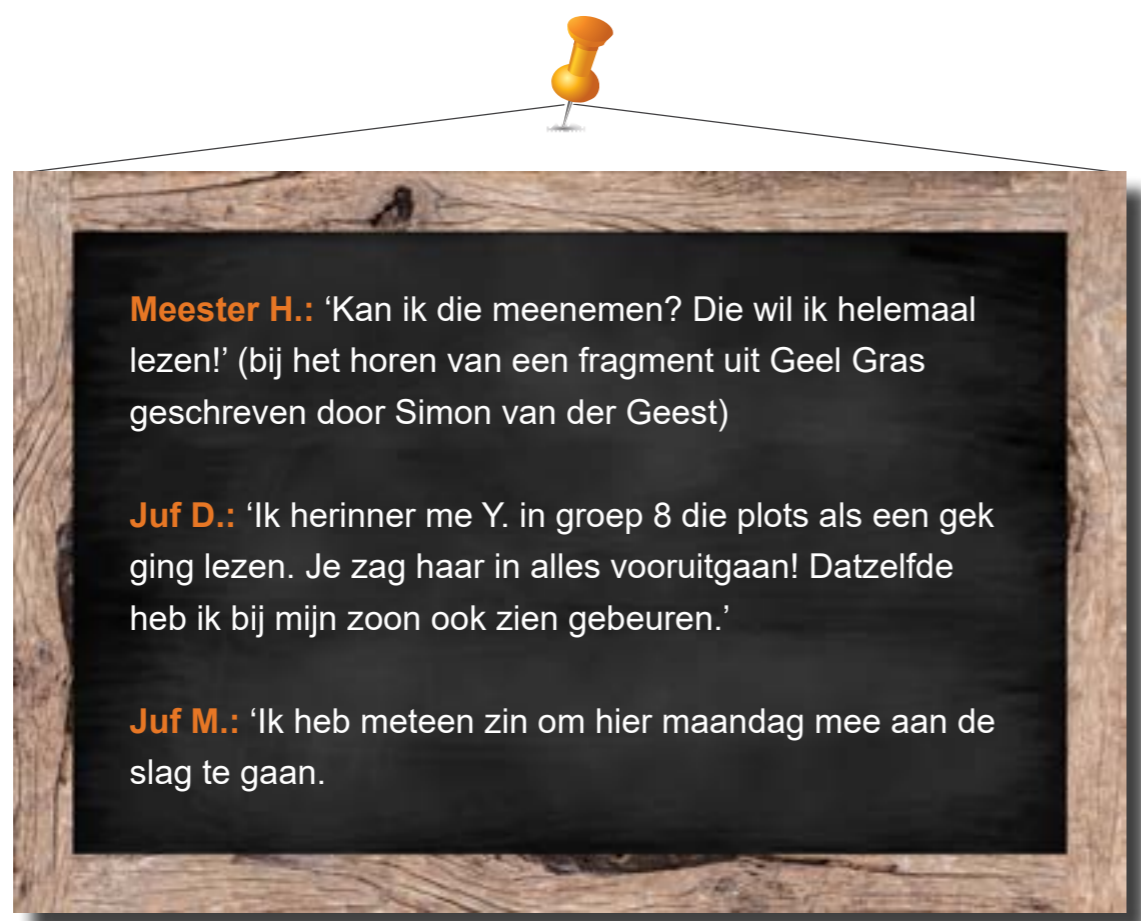 Meester H.: ‘Kan ik die meenemen? Die wil ik helemaal
lezen!’ (bij het horen van een fragment uit Geel Gras
geschreven door Simon van der Geest)
Juf D.: ‘Ik herinner me Y. in groep 8 die plots als een gek
ging lezen. Je zag haar in alles vooruitgaan! Datzelfde
heb ik bij mijn zoon ook zien gebeuren.’
Juf M.: ‘Ik heb meteen zin om hier maandag mee aan de
slag te gaan.